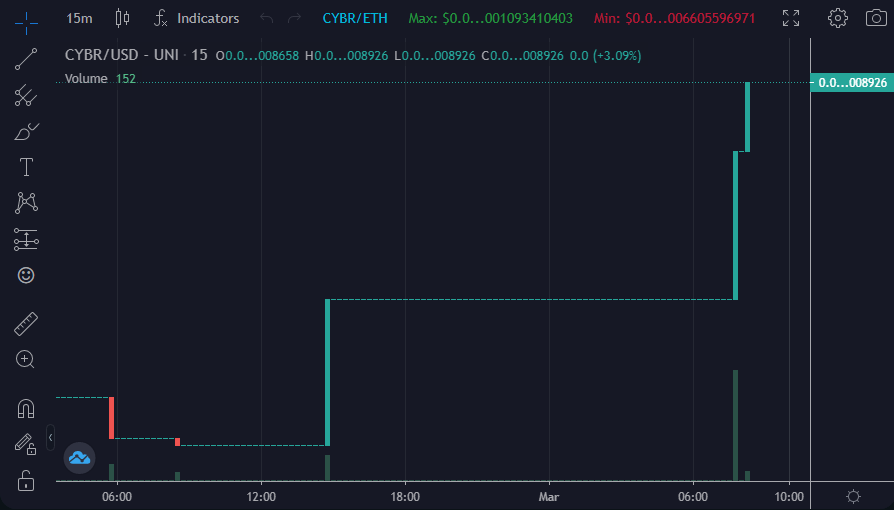 15m Indicators CYBR/ETH Max: $0.0...001093410403 Min: $0.0...006605596971
CYBR/USD - UNI · 15 O0.0...008658 H0.0...008926 L0.0...008926 C0.0...008926 0.0 (+3.09%)
Volume 152
0.0...008926
06:00 12:00 18:00 Mar 06:00 10:00